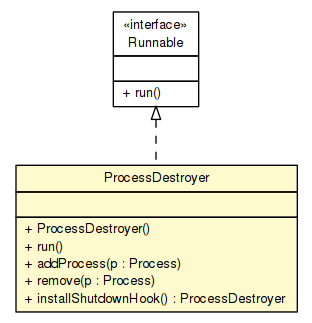 «interface»
Runnable
+ run()
ProcessDestroyer
+ ProcessDestroyer()
+ run()
+ addProcess(p : Process)
+ remove(p : Process)
+ installShutdownHook() : ProcessDestroyer